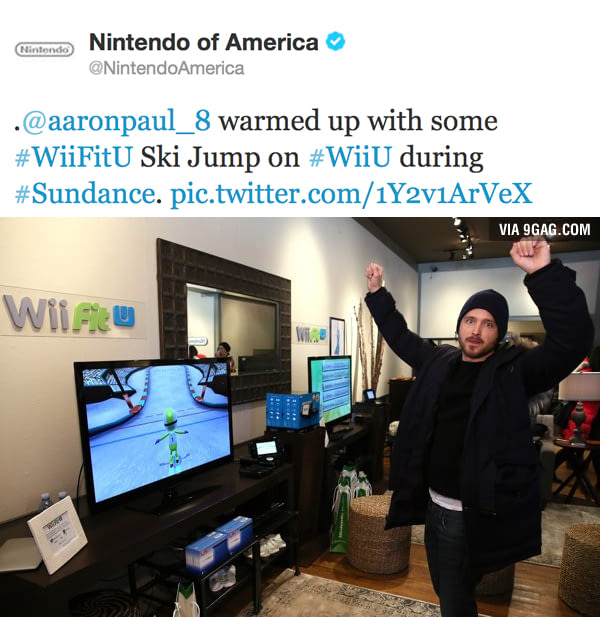 Nintendo
Nintendo of America
@NintendoAmerica
.@aaronpaul_8 warmed up with some
#WiiFitU Ski Jump on #WiiU during
#Sundance. pic.twitter.com/1Y2v1ArVeX
VIA 9GAG.COM
Wii Fit U